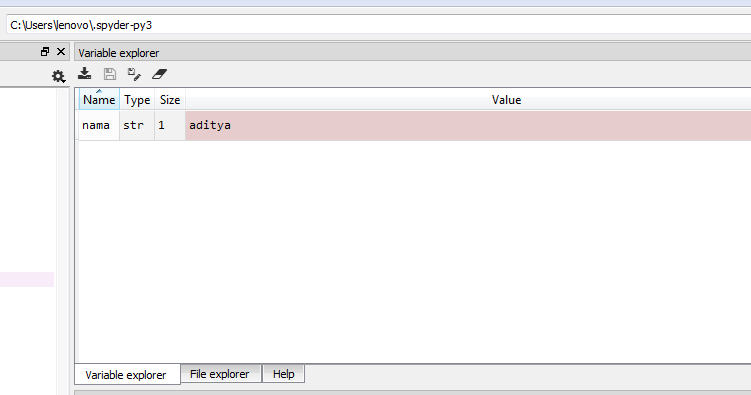 C:\Users\lenovo\.spyder-py3
Variable explorer
Name Type Size Value
nama str 1 aditya
Variable explorer File explorer Help